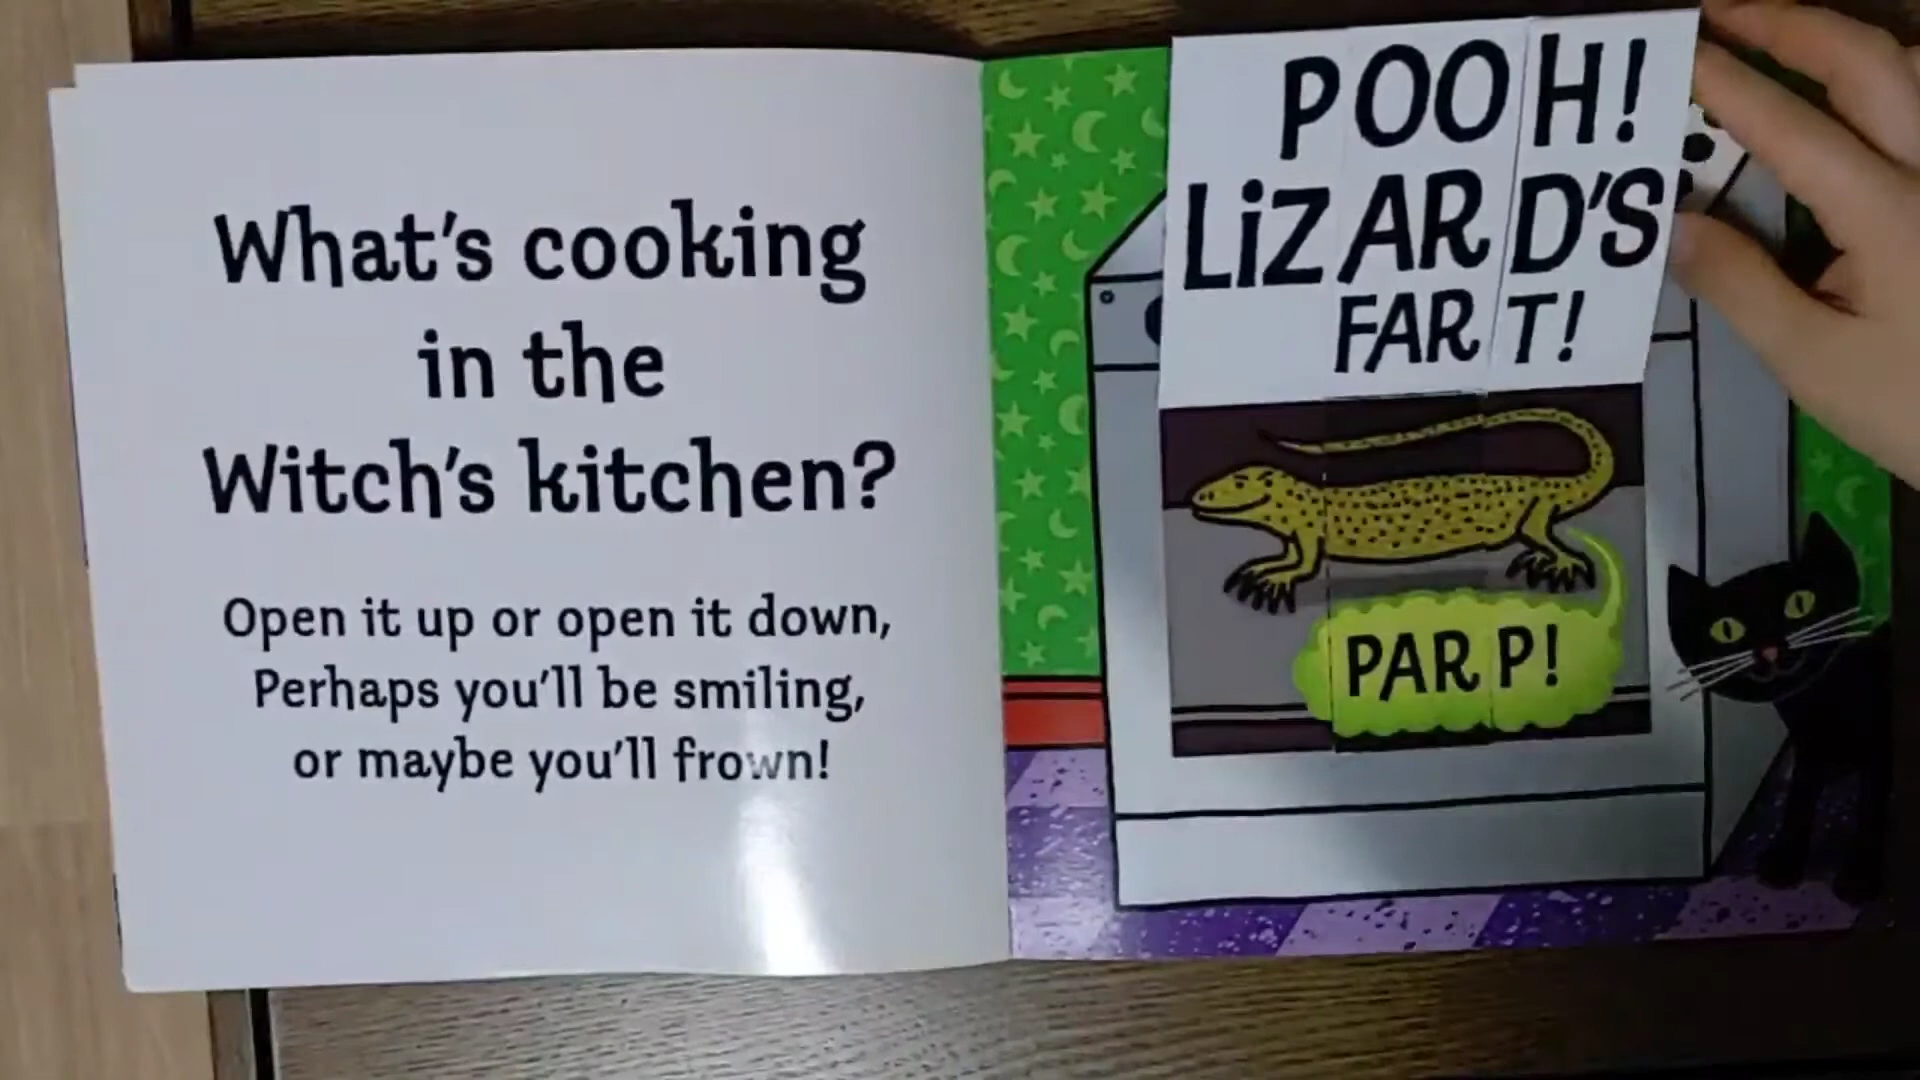 What's cooking
in the
Witch's kitchen?
Open it up or open it down,
Perhaps you'll be smiling,
or maybe you'll frown!
POOH!
LiZARD'S
FART!
PARP!